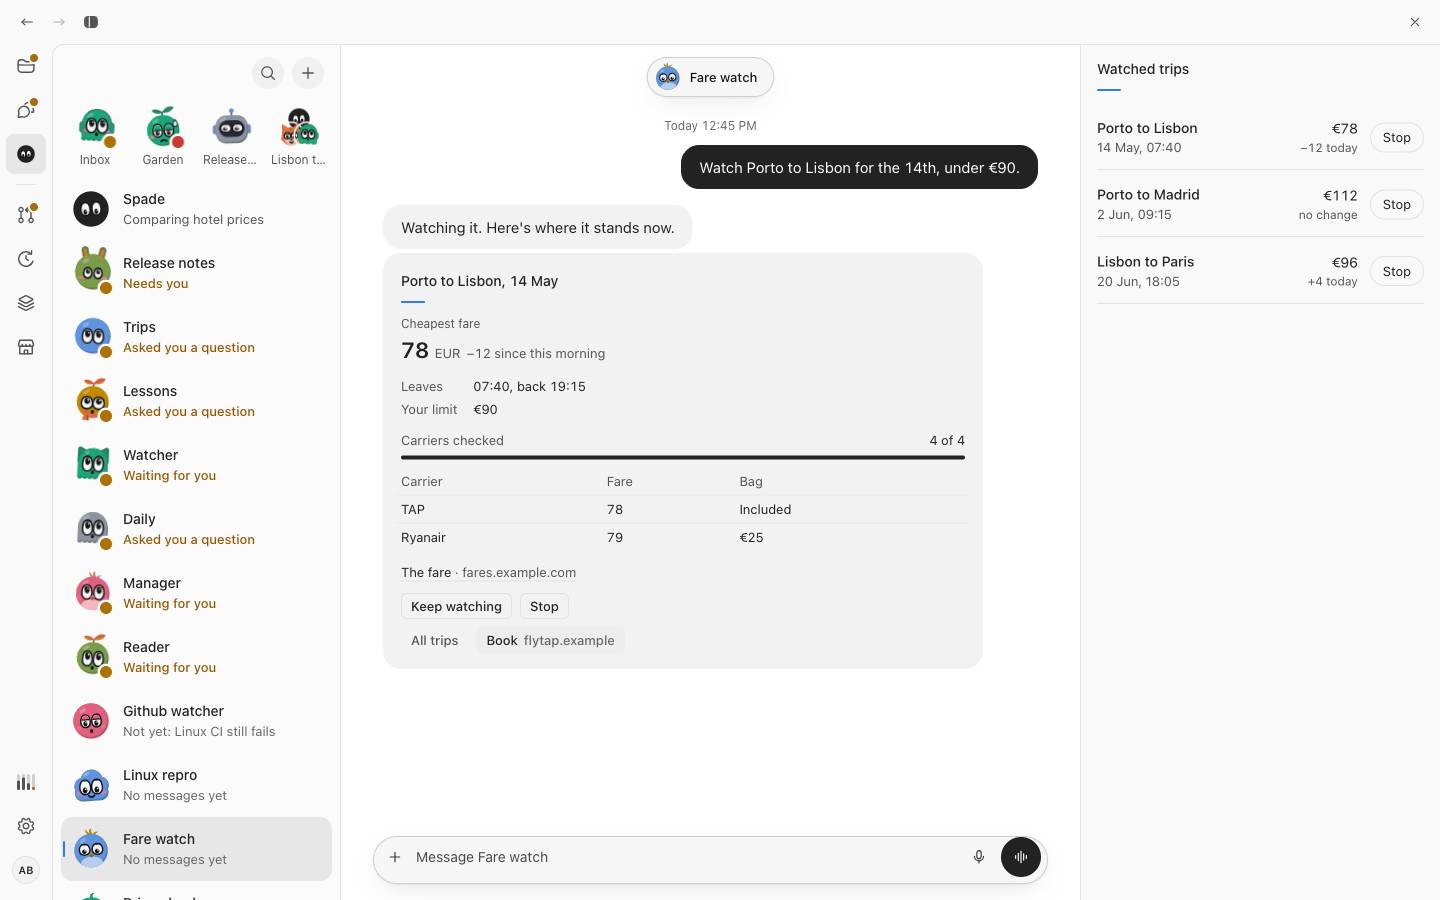 Inbox
Garden
Release...
Lisbon t...
Spade
Comparing hotel prices
Release notes
Needs you
Trips
Asked you a question
Lessons
Asked you a question
Watcher
Waiting for you
Daily
Asked you a question
Manager
Waiting for you
Reader
Waiting for you
Github watcher
Not yet: Linux CI still fails
Linux repro
No messages yet
Fare watch
No messages yet
AB
Fare watch
Today 12:45 PM
Watch Porto to Lisbon for the 14th, under €90.
Watching it. Here's where it stands now.
Porto to Lisbon, 14 May
Cheapest fare
78 EUR −12 since this morning
Leaves 07:40, back 19:15
Your limit €90
Carriers checked 4 of 4
Carrier Fare Bag
TAP 78 Included
Ryanair 79 €25
The fare · fares.example.com
Keep watching Stop
All trips Book flytap.example
Message Fare watch
Watched trips
Porto to Lisbon €78 Stop
14 May, 07:40 −12 today
Porto to Madrid €112 Stop
2 Jun, 09:15 no change
Lisbon to Paris €96 Stop
20 Jun, 18:05 +4 today